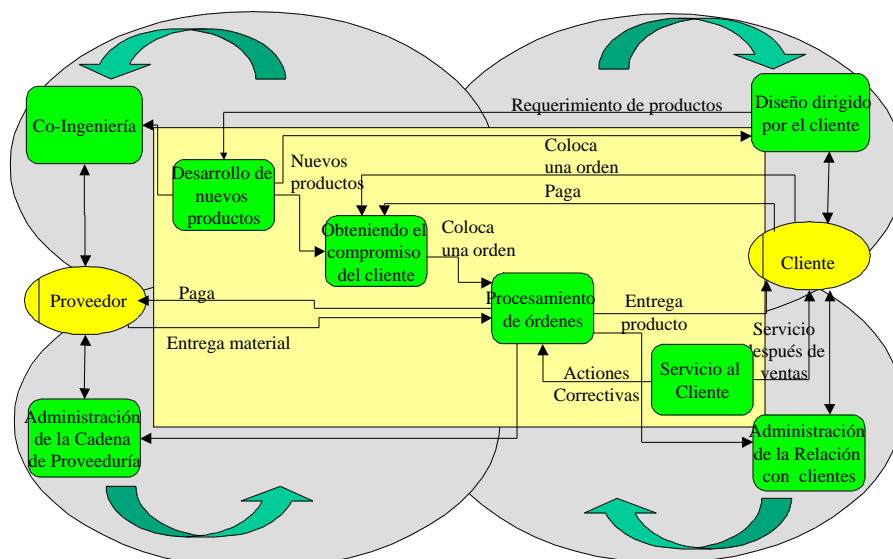 Requerimiento de productos
Diseño dirigido
por el cliente
Co-Ingeniería
Coloca
una orden
Nuevos
productos
Desarrollo de
nuevos
productos
Paga
Obteniendo el
compromiso
del cliente
Coloca
una orden
Cliente
Proveedor
Paga
Procesamiento
de órdenes
Entrega
producto
Entrega material
Servicio
después de
ventas
Actiones
Correctivas
Servicio al
Cliente
Administración
de la Cadena
de Proveeduría
Administración
de la Relación
con clientes